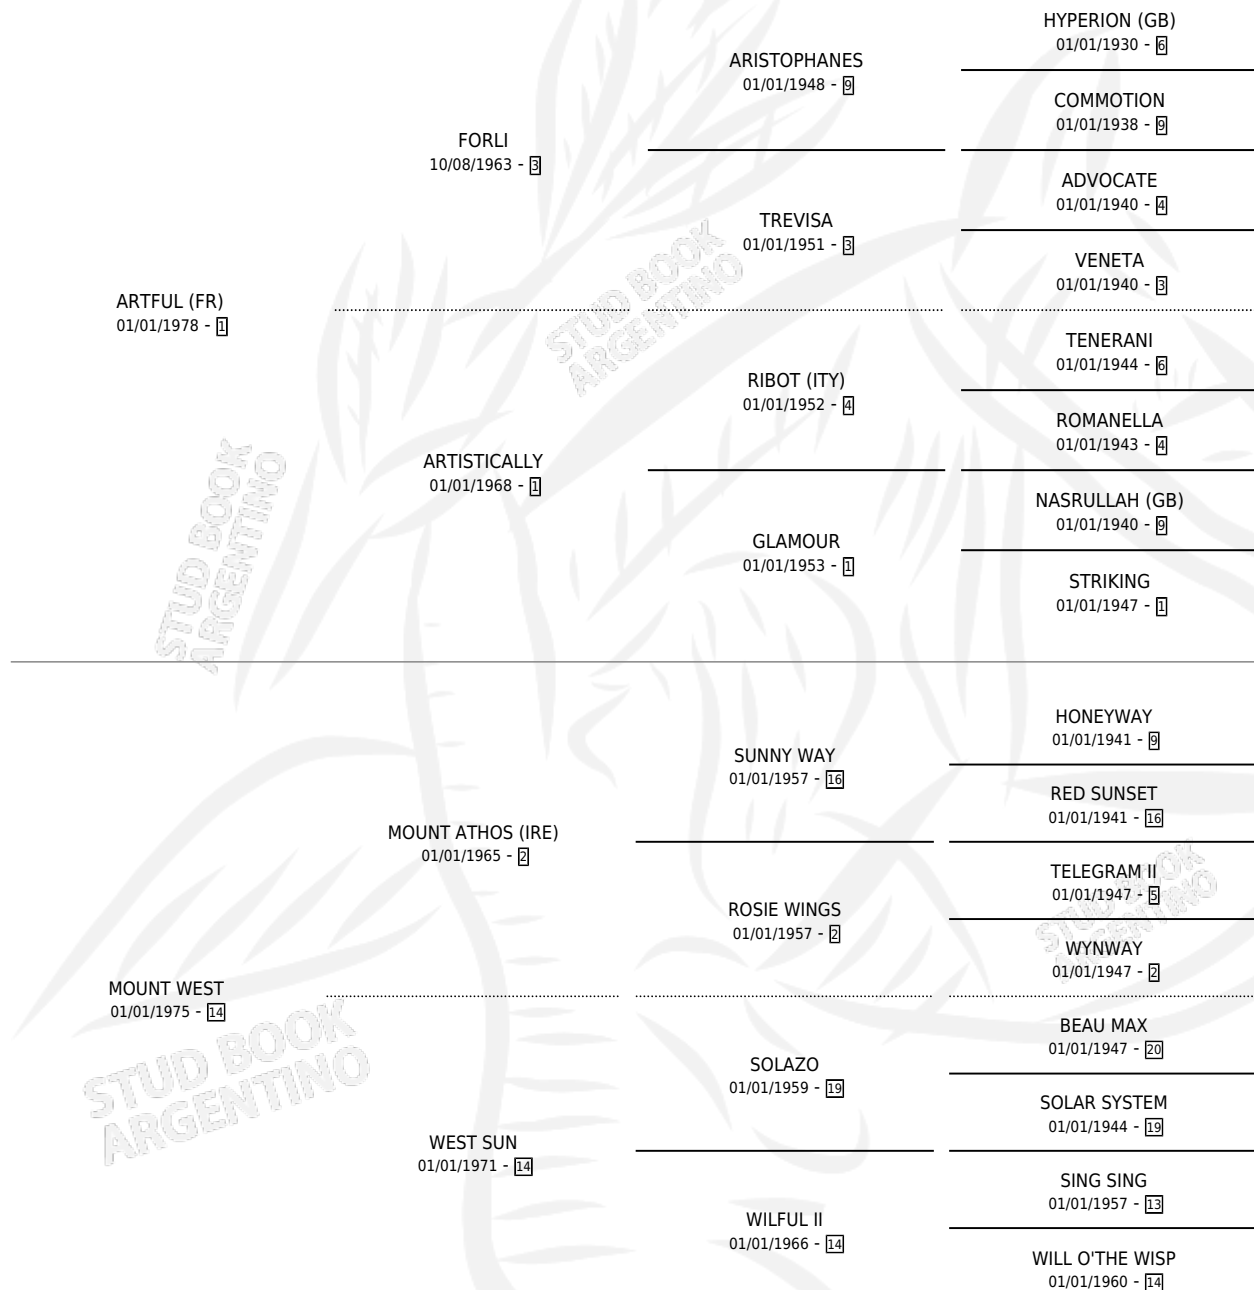 HYPERION (GB)
01/01/1930 - 6
ARISTOPHANES
01/01/1948 - 9
COMMOTION
01/01/1938 - 9
FORLI
10/08/1963 - 3
ADVOCATE
01/01/1940 - 4
TREVISA
01/01/1951 - 3
VENETA
01/01/1940 - 3
ARTFUL (FR)
01/01/1978 - 1
TENERANI
01/01/1944 - 6
RIBOT (ITY)
01/01/1952 - 4
ROMANELLA
01/01/1943 - 4
ARTISTICALLY
01/01/1968 - 1
NASRULLAH (GB)
01/01/1940 - 9
GLAMOUR
01/01/1953 - 1
STRIKING
01/01/1947 - 1
HONEYWAY
01/01/1941 - 9
SUNNY WAY
01/01/1957 - 16
RED SUNSET
01/01/1941 - 16
MOUNT ATHOS (IRE)
01/01/1965 - 2
TELEGRAM II
01/01/1947 - 5
ROSIE WINGS
01/01/1957 - 2
WYNWAY
01/01/1947 - 2
MOUNT WEST
01/01/1975 - 14
BEAU MAX
01/01/1947 - 20
SOLAZO
01/01/1959 - 19
SOLAR SYSTEM
01/01/1944 - 19
WEST SUN
01/01/1971 - 14
SING SING
01/01/1957 - 13
WILFUL II
01/01/1966 - 14
WILL O'THE WISP
01/01/1960 - 14
STUD BOOK
ARGENTINO
STUD BOOK
ARGENTINO
STUD BOOK
ARGENTINO
STUD BOOK
ARGENTINO